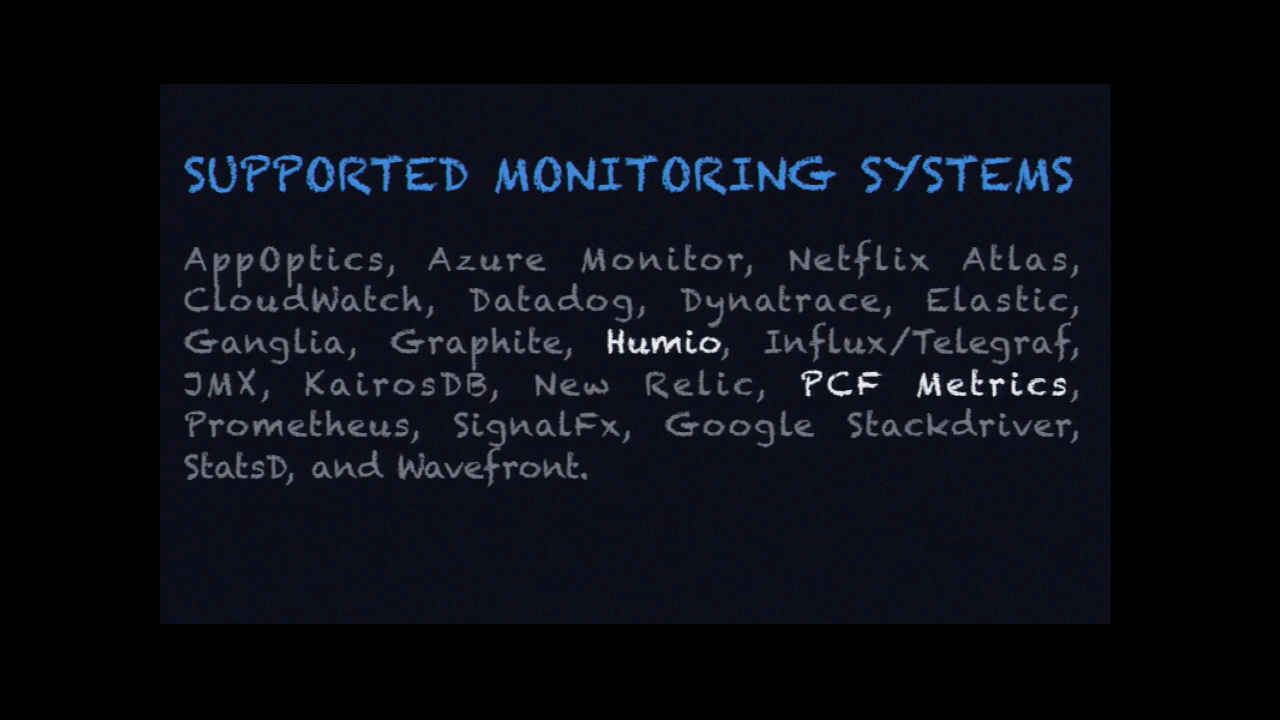 SUPPORTED MONITORING SYSTEMS
AppOptics, Azure Monitor, Netflix Atlas,
CloudWatch, Datadog, Dynatrace, Elastic,
Ganglia, Graphite, Humio, Influx/Telegraf,
JMX, KairosDB, New Relic, PCF Metrics,
Prometheus, SignalFx, Google Stackdriver,
StatsD, and Wavefront.